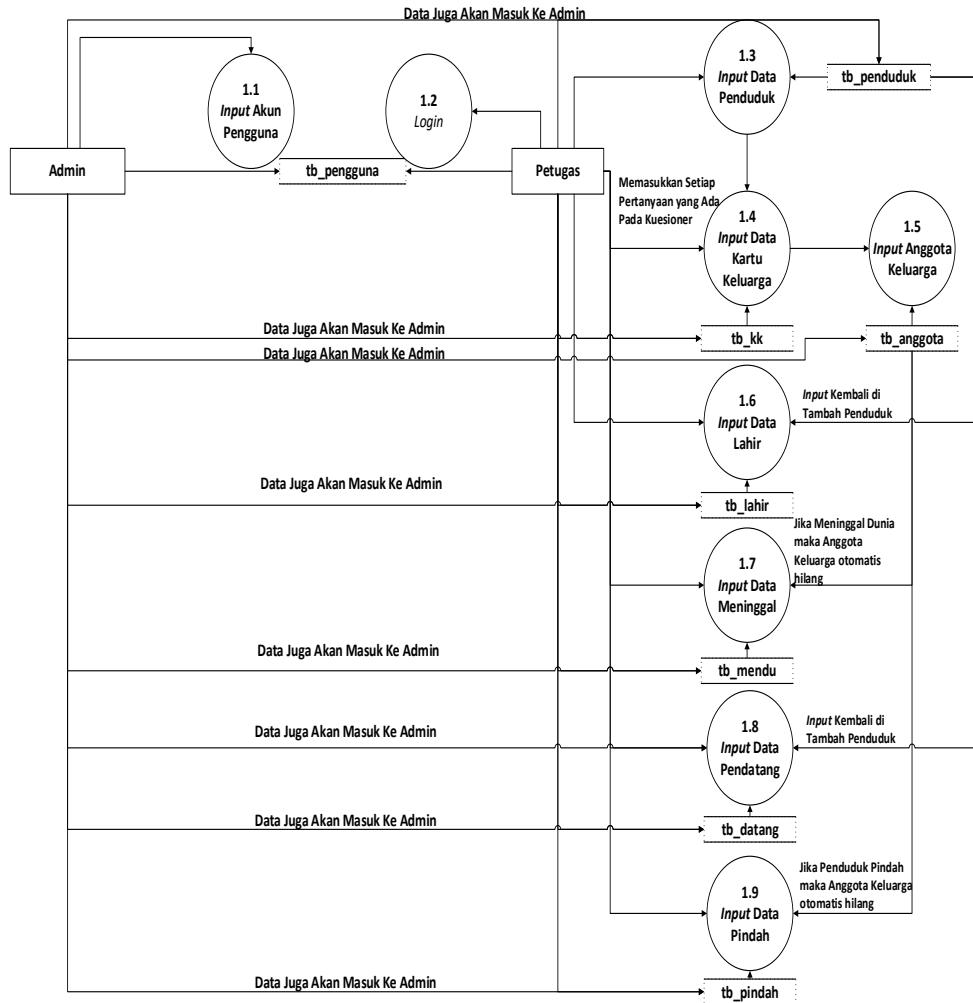 Data Juga Akan Masuk Ke Admin
1.1
Input Akun
Pengguna
1.2
Login
1.3
Input Data
Penduduk
tb_penduduk
Admin
tb_pengguna
Petugas
Memasukkan Setiap
Pertanyaan yang Ada
Pada Kuesioner
1.4
Input Data
Kartu
Keluarga
1.5
Input Anggota
Keluarga
Data Juga Akan Masuk Ke Admin
tb_kk
tb_anggota
Data Juga Akan Masuk Ke Admin
1.6
Input Data
Lahir
Input Kembali di
Tambah Penduduk
Data Juga Akan Masuk Ke Admin
tb_lahir
1.7
Input Data
Meninggal
Jika Meninggal Dunia
maka Anggota
Keluarga otomatis
hilang
Data Juga Akan Masuk Ke Admin
tb_mendu
Data Juga Akan Masuk Ke Admin
1.8
Input Data
Pendatang
Input Kembali di
Tambah Penduduk
Data Juga Akan Masuk Ke Admin
tb_datang
1.9
Input Data
Pindah
Jika Penduduk Pindah
maka Anggota Keluarga
otomatis hilang
Data Juga Akan Masuk Ke Admin
tb_pindah